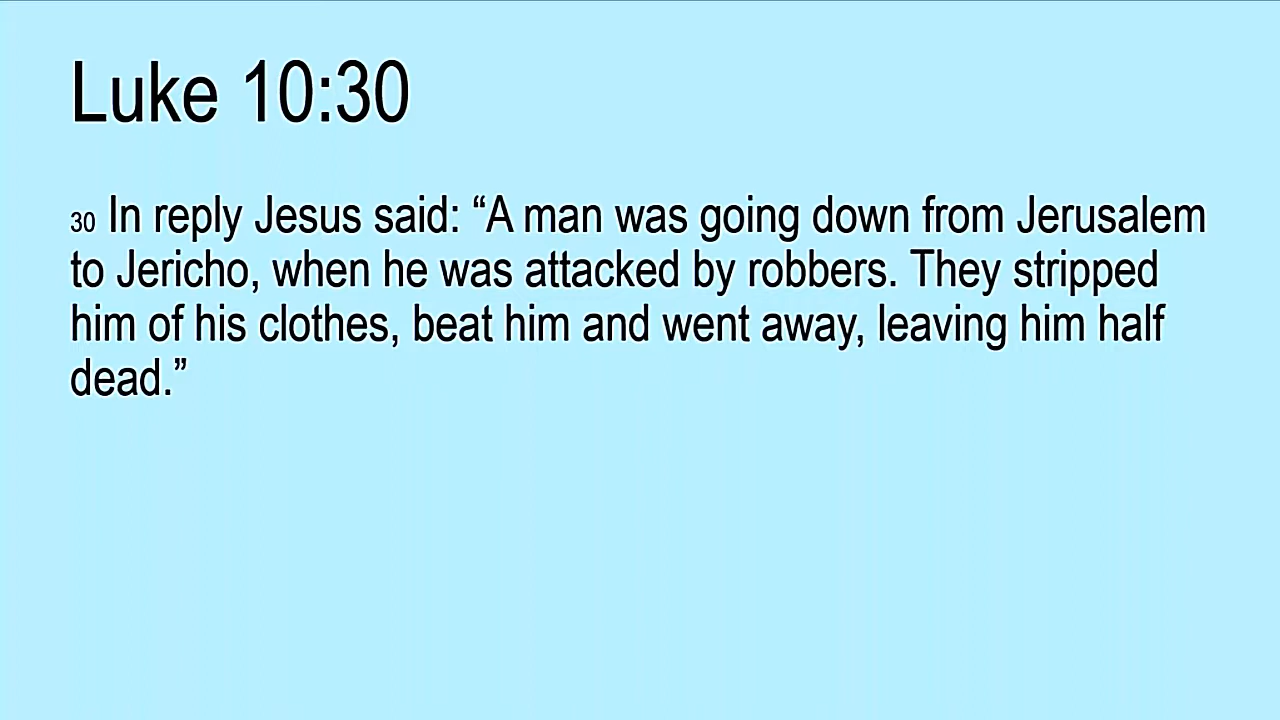 Luke 10:30
30 In reply Jesus said: “A man was going down from Jerusalem
to Jericho, when he was attacked by robbers. They stripped
him of his clothes, beat him and went away, leaving him half
dead.”